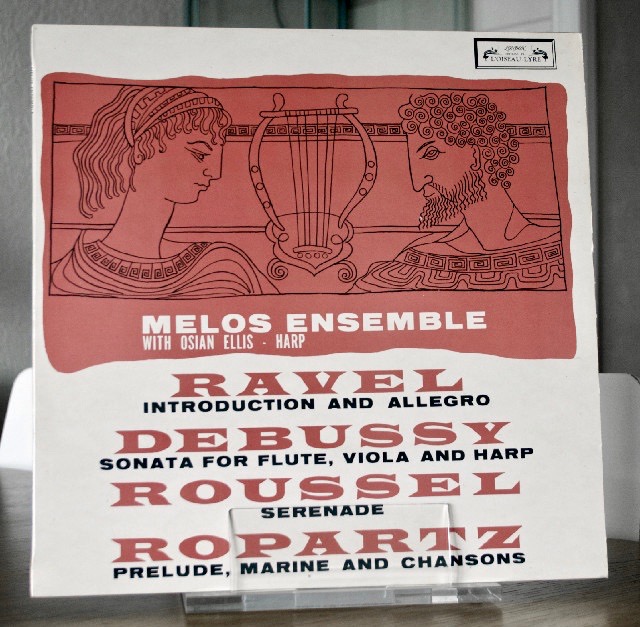 L'OISEAU-LYRE
MELOS ENSEMBLE
WITH OSIAN ELLIS - HARP
RAVEL
INTRODUCTION AND ALLEGRO
DEBUSSY
SONATA FOR FLUTE, VIOLA AND HARP
ROUSSEL
SERENADE
ROPARTZ
PRELUDE, MARINE AND CHANSONS